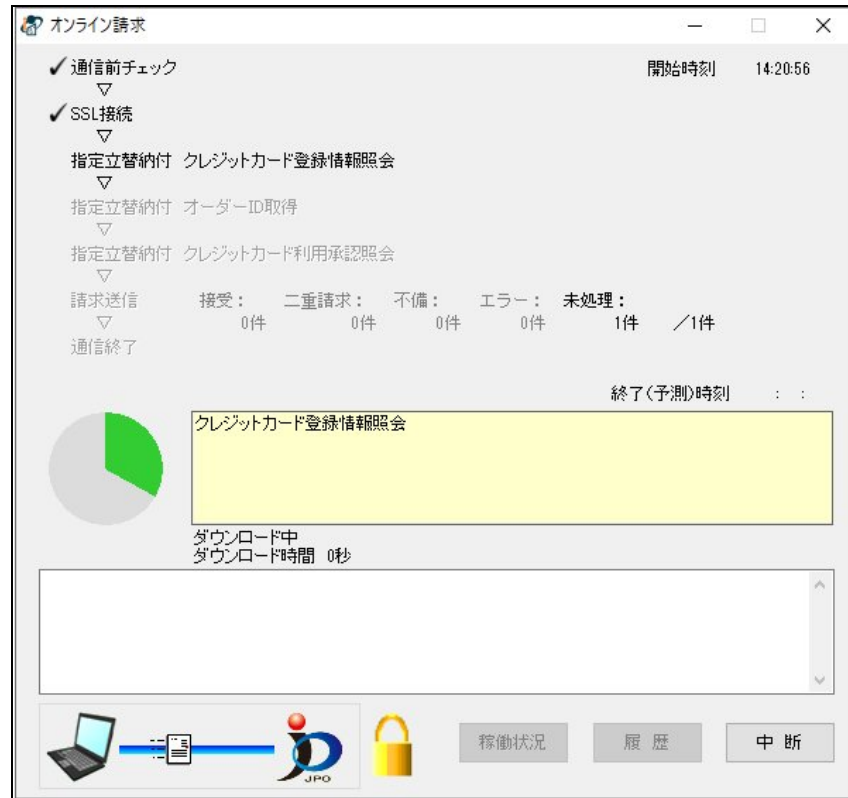 オンライン請求
通信前チェック 開始時刻 14:20:56
▽
SSL接続
▽
指定立替納付 クレジットカード登録情報照会
▽
指定立替納付 オーダーID取得
▽
指定立替納付 クレジットカード利用承認照会
▽
請求送信 接受： 二重請求： 不備： エラー： 未処理：
▽ 0件 0件 0件 0件 1件 ／1件
通信終了
終了(予測)時刻 : :
クレジットカード登録情報照会
ダウンロード中
ダウンロード時間 0秒
JPO
稼働状況 履歴 中断